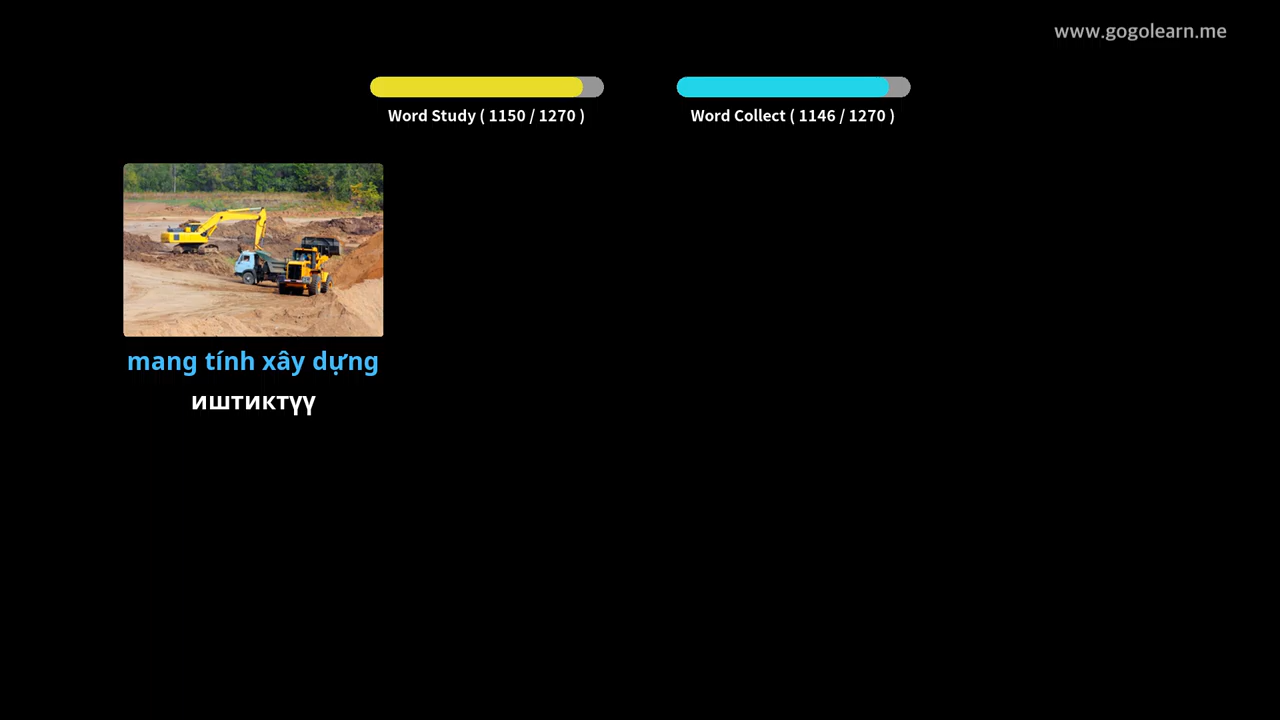 www.gogolearn.me
Word Study ( 1150 / 1270 )
Word Collect ( 1146 / 1270 )
mang tính xây dựng
иштиктүү